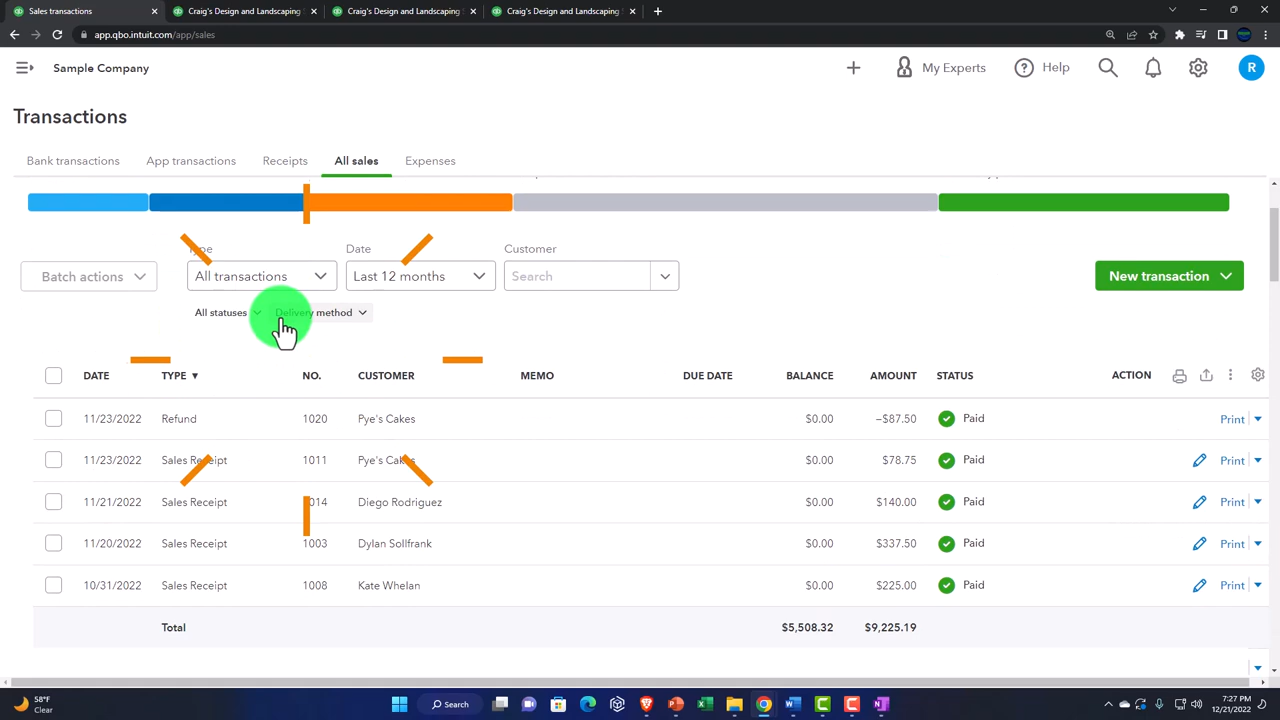 Sales transactions
Craig's Design and Landscaping S
Craig's Design and Landscaping S
Craig's Design and Landscaping S
app.qbo.intuit.com/app/sales
Sample Company
My Experts
Help
R
Transactions
Bank transactions
App transactions
Receipts
All sales
Expenses
Type
Date
Customer
Batch actions
All transactions
Last 12 months
Search
New transaction
All statuses
Delivery method
DATE TYPE NO. CUSTOMER MEMO DUE DATE BALANCE AMOUNT STATUS ACTION
11/23/2022 Refund 1020 Pye's Cakes $0.00 –$87.50 Paid Print
11/23/2022 Sales Receipt 1011 Pye's Cakes $0.00 $78.75 Paid Print
11/21/2022 Sales Receipt 1014 Diego Rodriguez $0.00 $140.00 Paid Print
11/20/2022 Sales Receipt 1003 Dylan Sollfrank $0.00 $337.50 Paid Print
10/31/2022 Sales Receipt 1008 Kate Whelan $0.00 $225.00 Paid Print
Total $5,508.32 $9,225.19
58°F
Clear
Search
7:27 PM
12/21/2022